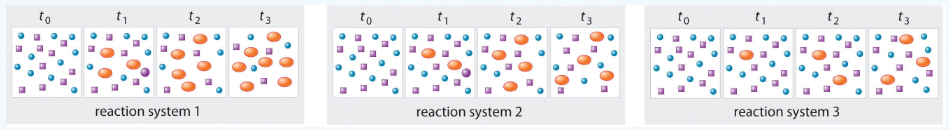 t0 t1 t2 t3
reaction system 1
t0 t1 t2 t3
reaction system 2
t0 t1 t2 t3
reaction system 3